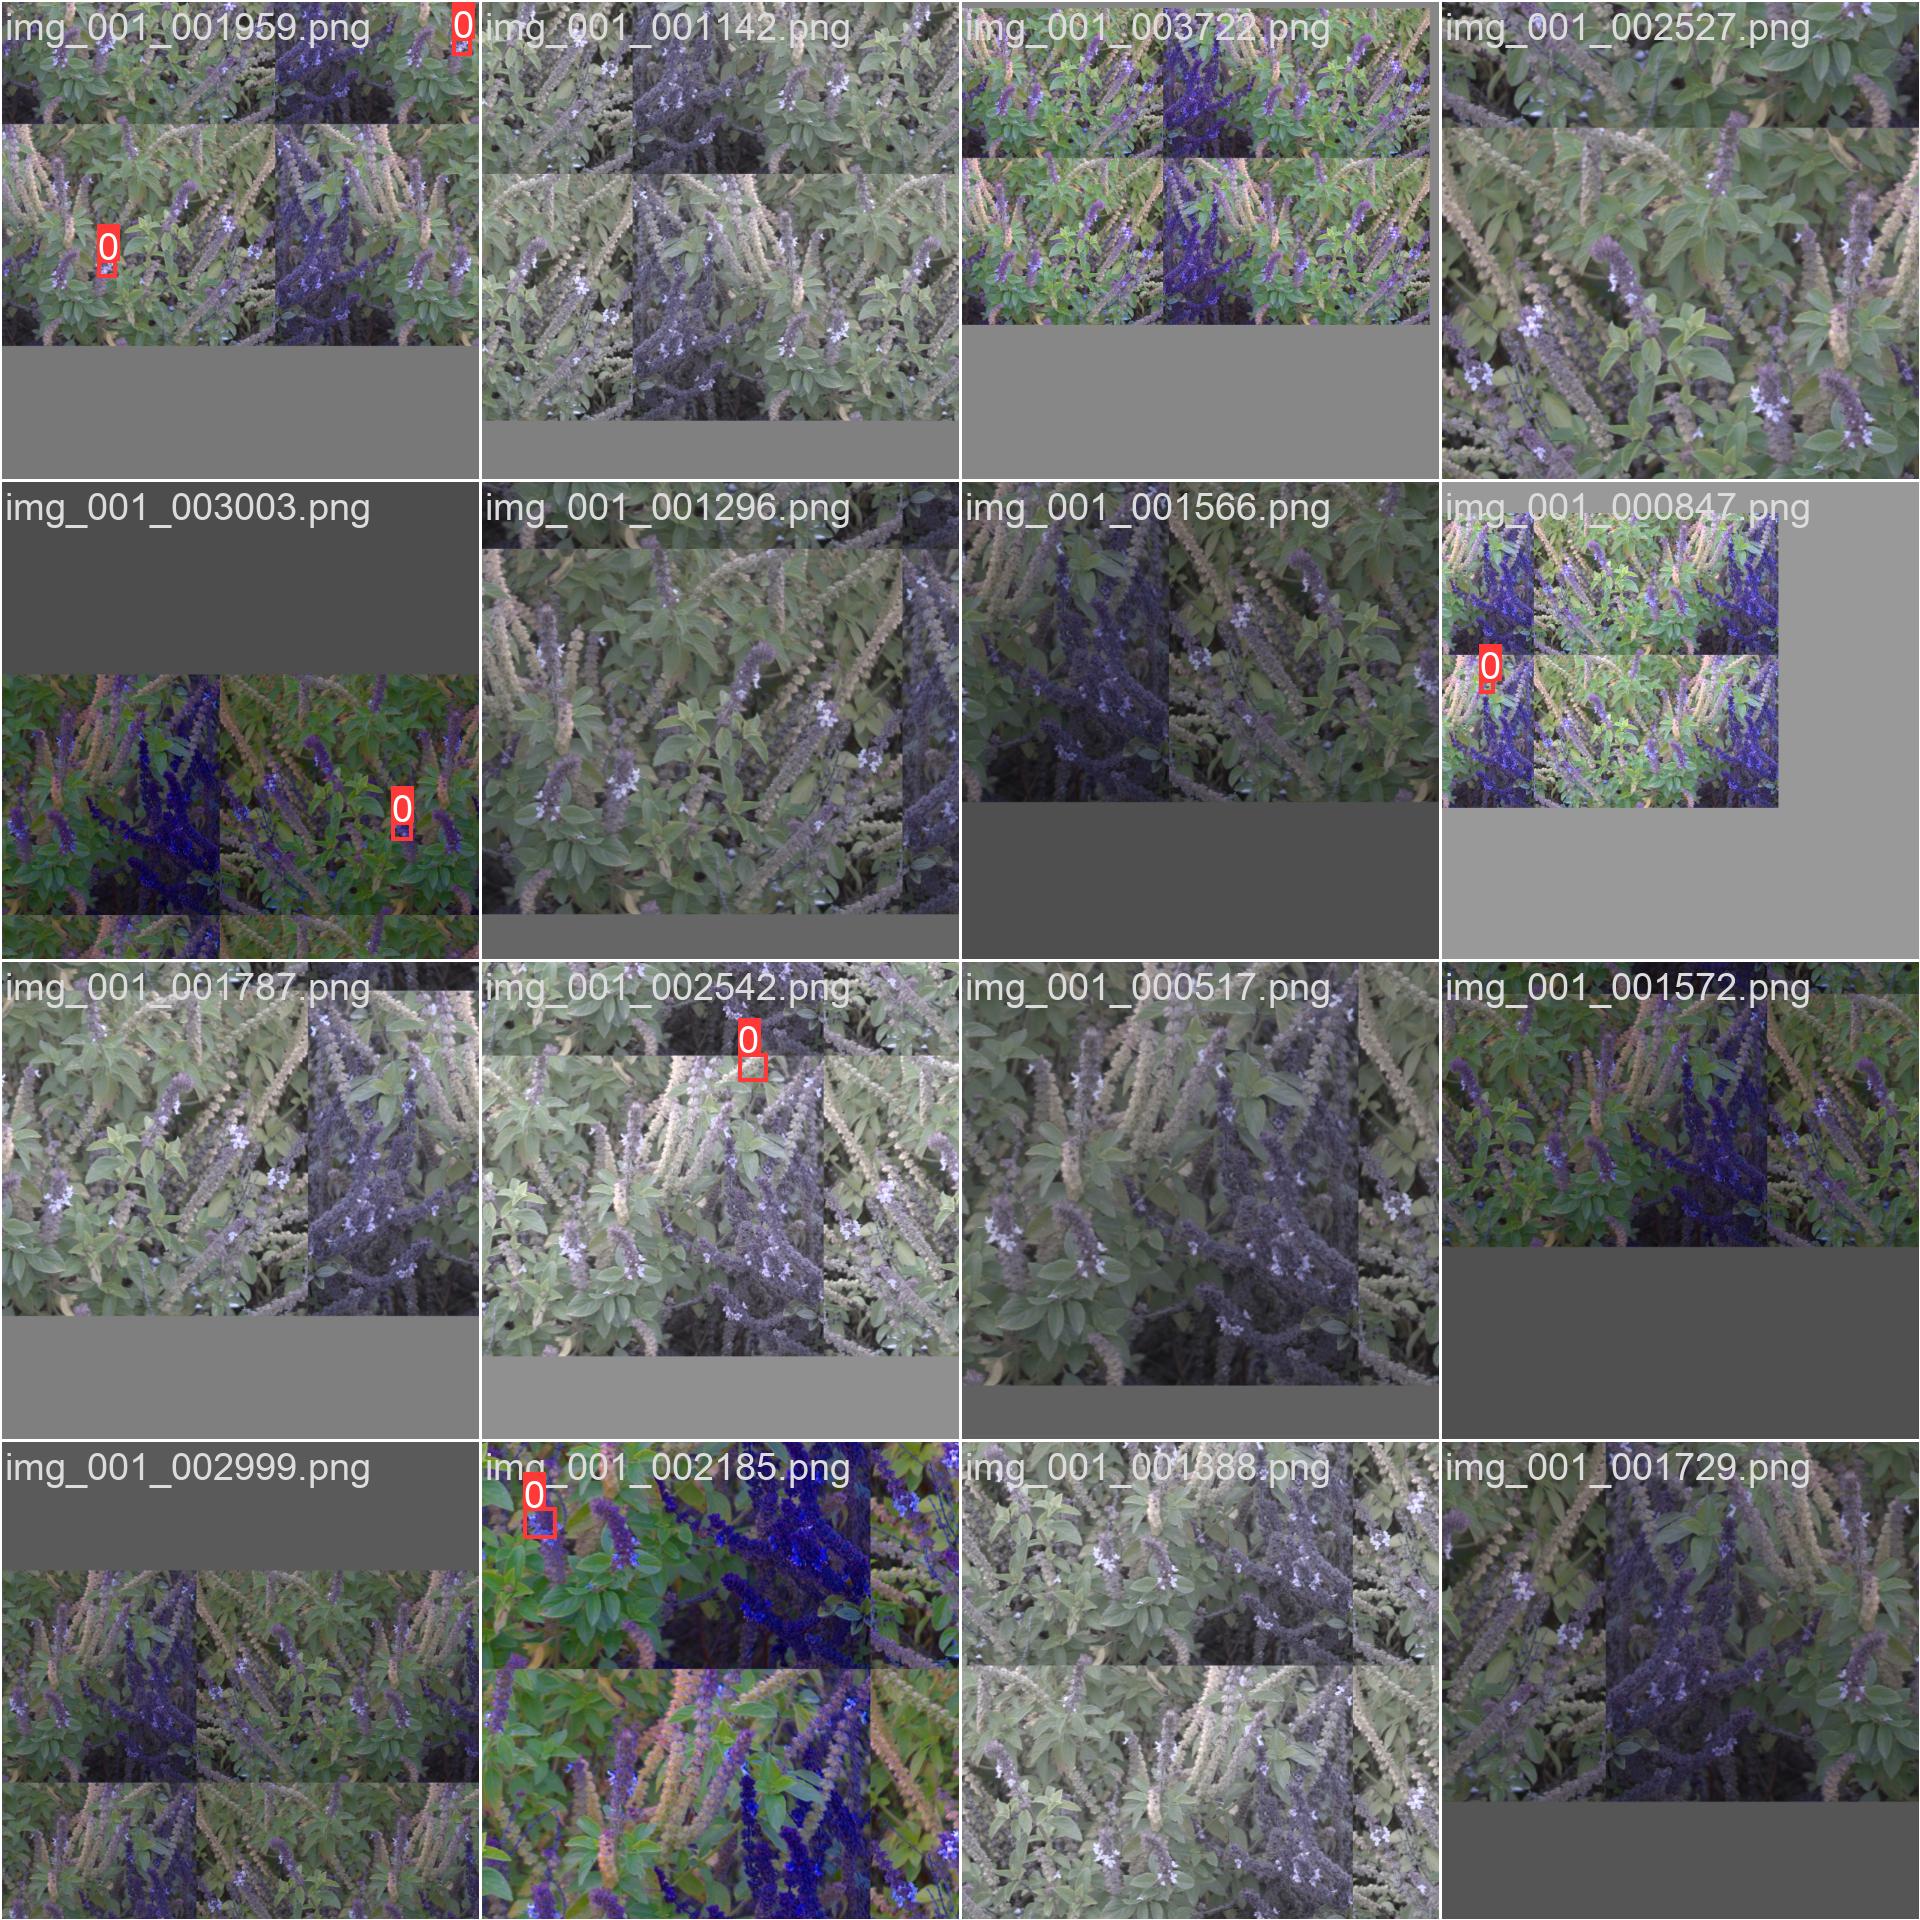 0
img_001_001959.png
img_001_001142.png
img_001_003722.png
img_001_002527.png
0
img_001_003003.png
img_001_001296.png
img_001_001566.png
img_001_000847.png
0
0
img_001_001787.png
img_001_002542.png
img_001_000517.png
img_001_001572.png
0
img_001_002999.png
img_001_002185.png
img_001_001388.png
img_001_001729.png
0